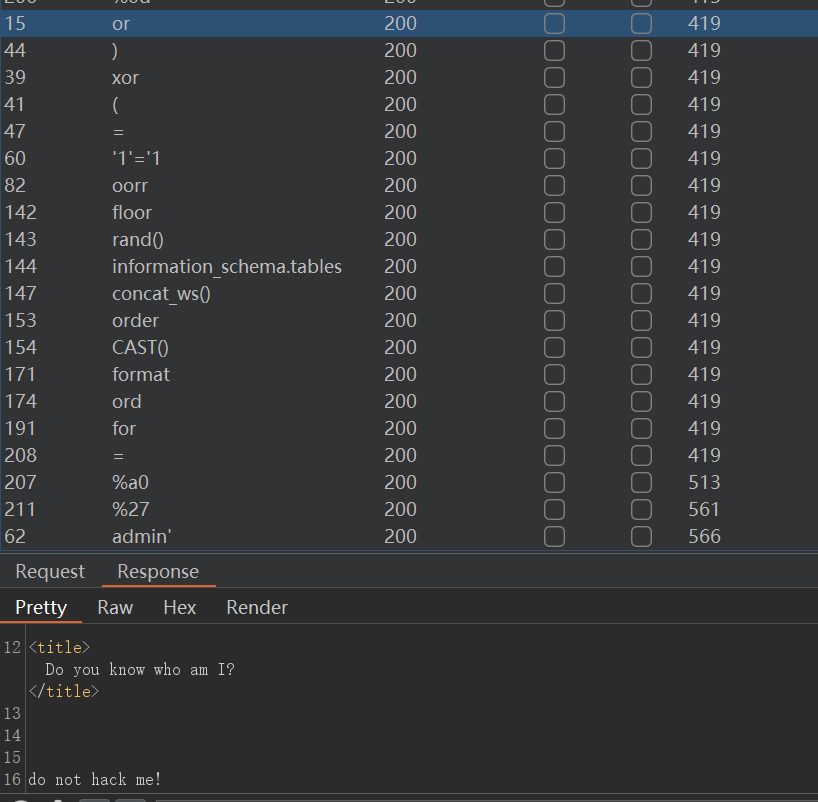 15 or 200 419
44 ) 200 419
39 xor 200 419
41 ( 200 419
47 = 200 419
60 '1'='1 200 419
82 oorr 200 419
142 floor 200 419
143 rand() 200 419
144 information_schema.tables 200 419
147 concat_ws() 200 419
153 order 200 419
154 CAST() 200 419
171 format 200 419
174 ord 200 419
191 for 200 419
208 = 200 419
207 %a0 200 513
211 %27 200 561
62 admin' 200 566
Request Response
Pretty Raw Hex Render
12 <title>
Do you know who am I?
</title>
13
14
15
16 do not hack me!